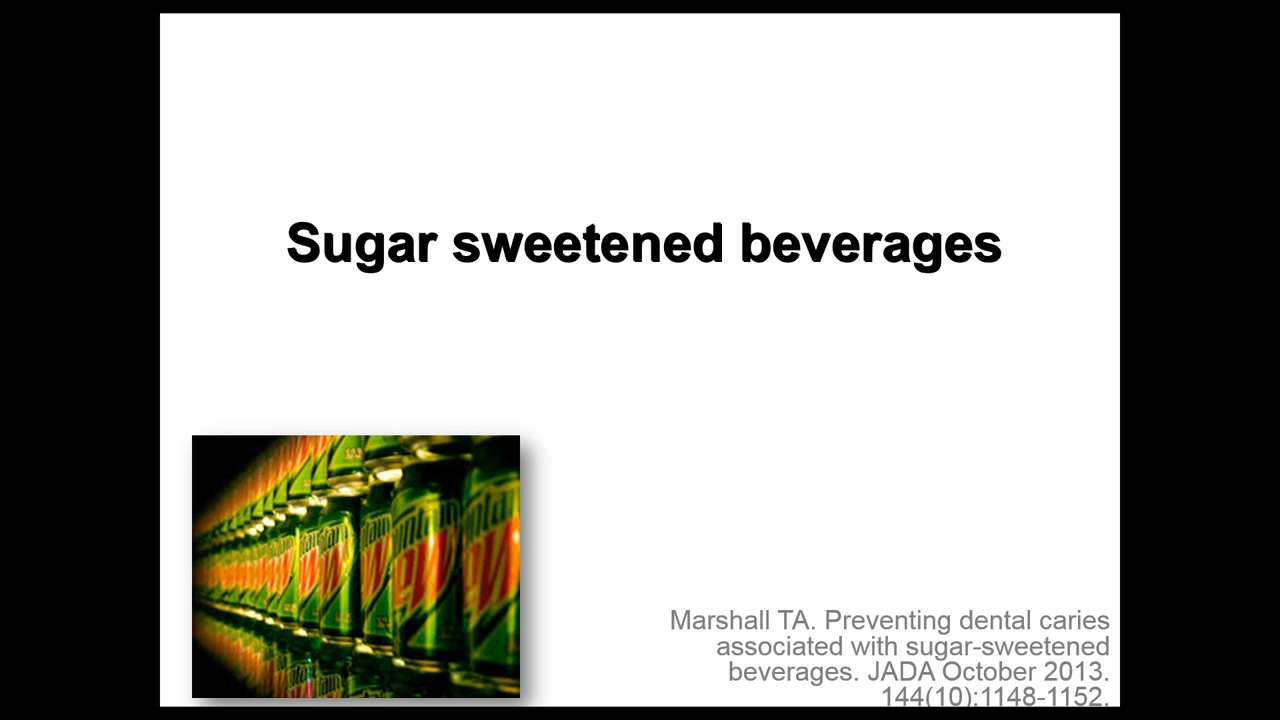 Sugar sweetened beverages
Marshall TA. Preventing dental caries
associated with sugar-sweetened
beverages. JADA October 2013.
144(10):1148-1152.